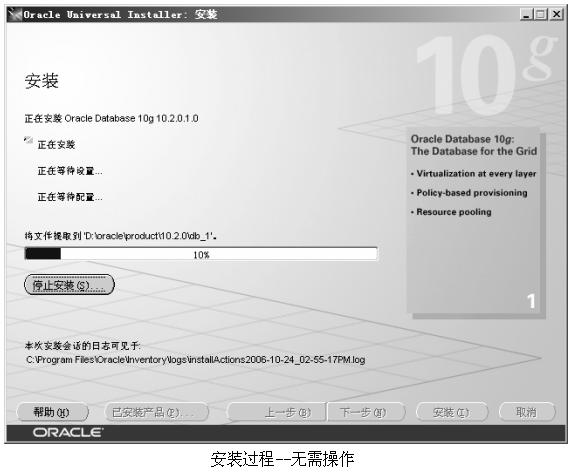 Oracle Universal Installer: 安装
10g
安装
正在安装 Oracle Database 10g 10.2.0.1.0
正在安装
正在等待设置...
正在等待配置...
Oracle Database 10g:
The Database for the Grid
• Virtualization at every layer
• Policy-based provisioning
• Resource pooling
1
将文件提取到 'D:\oracle\product\10.2.0\db_1'。
10%
停止安装(S)...
本次安装会话的日志可见于:
C:\Program Files\Oracle\Inventory\logs\installActions2006-10-24_02-55-17PM.log
帮助(H)
已安装产品(P)...
上一步(B)
下一步(N)
安装(I)
取消
ORACLE
安装过程--无需操作